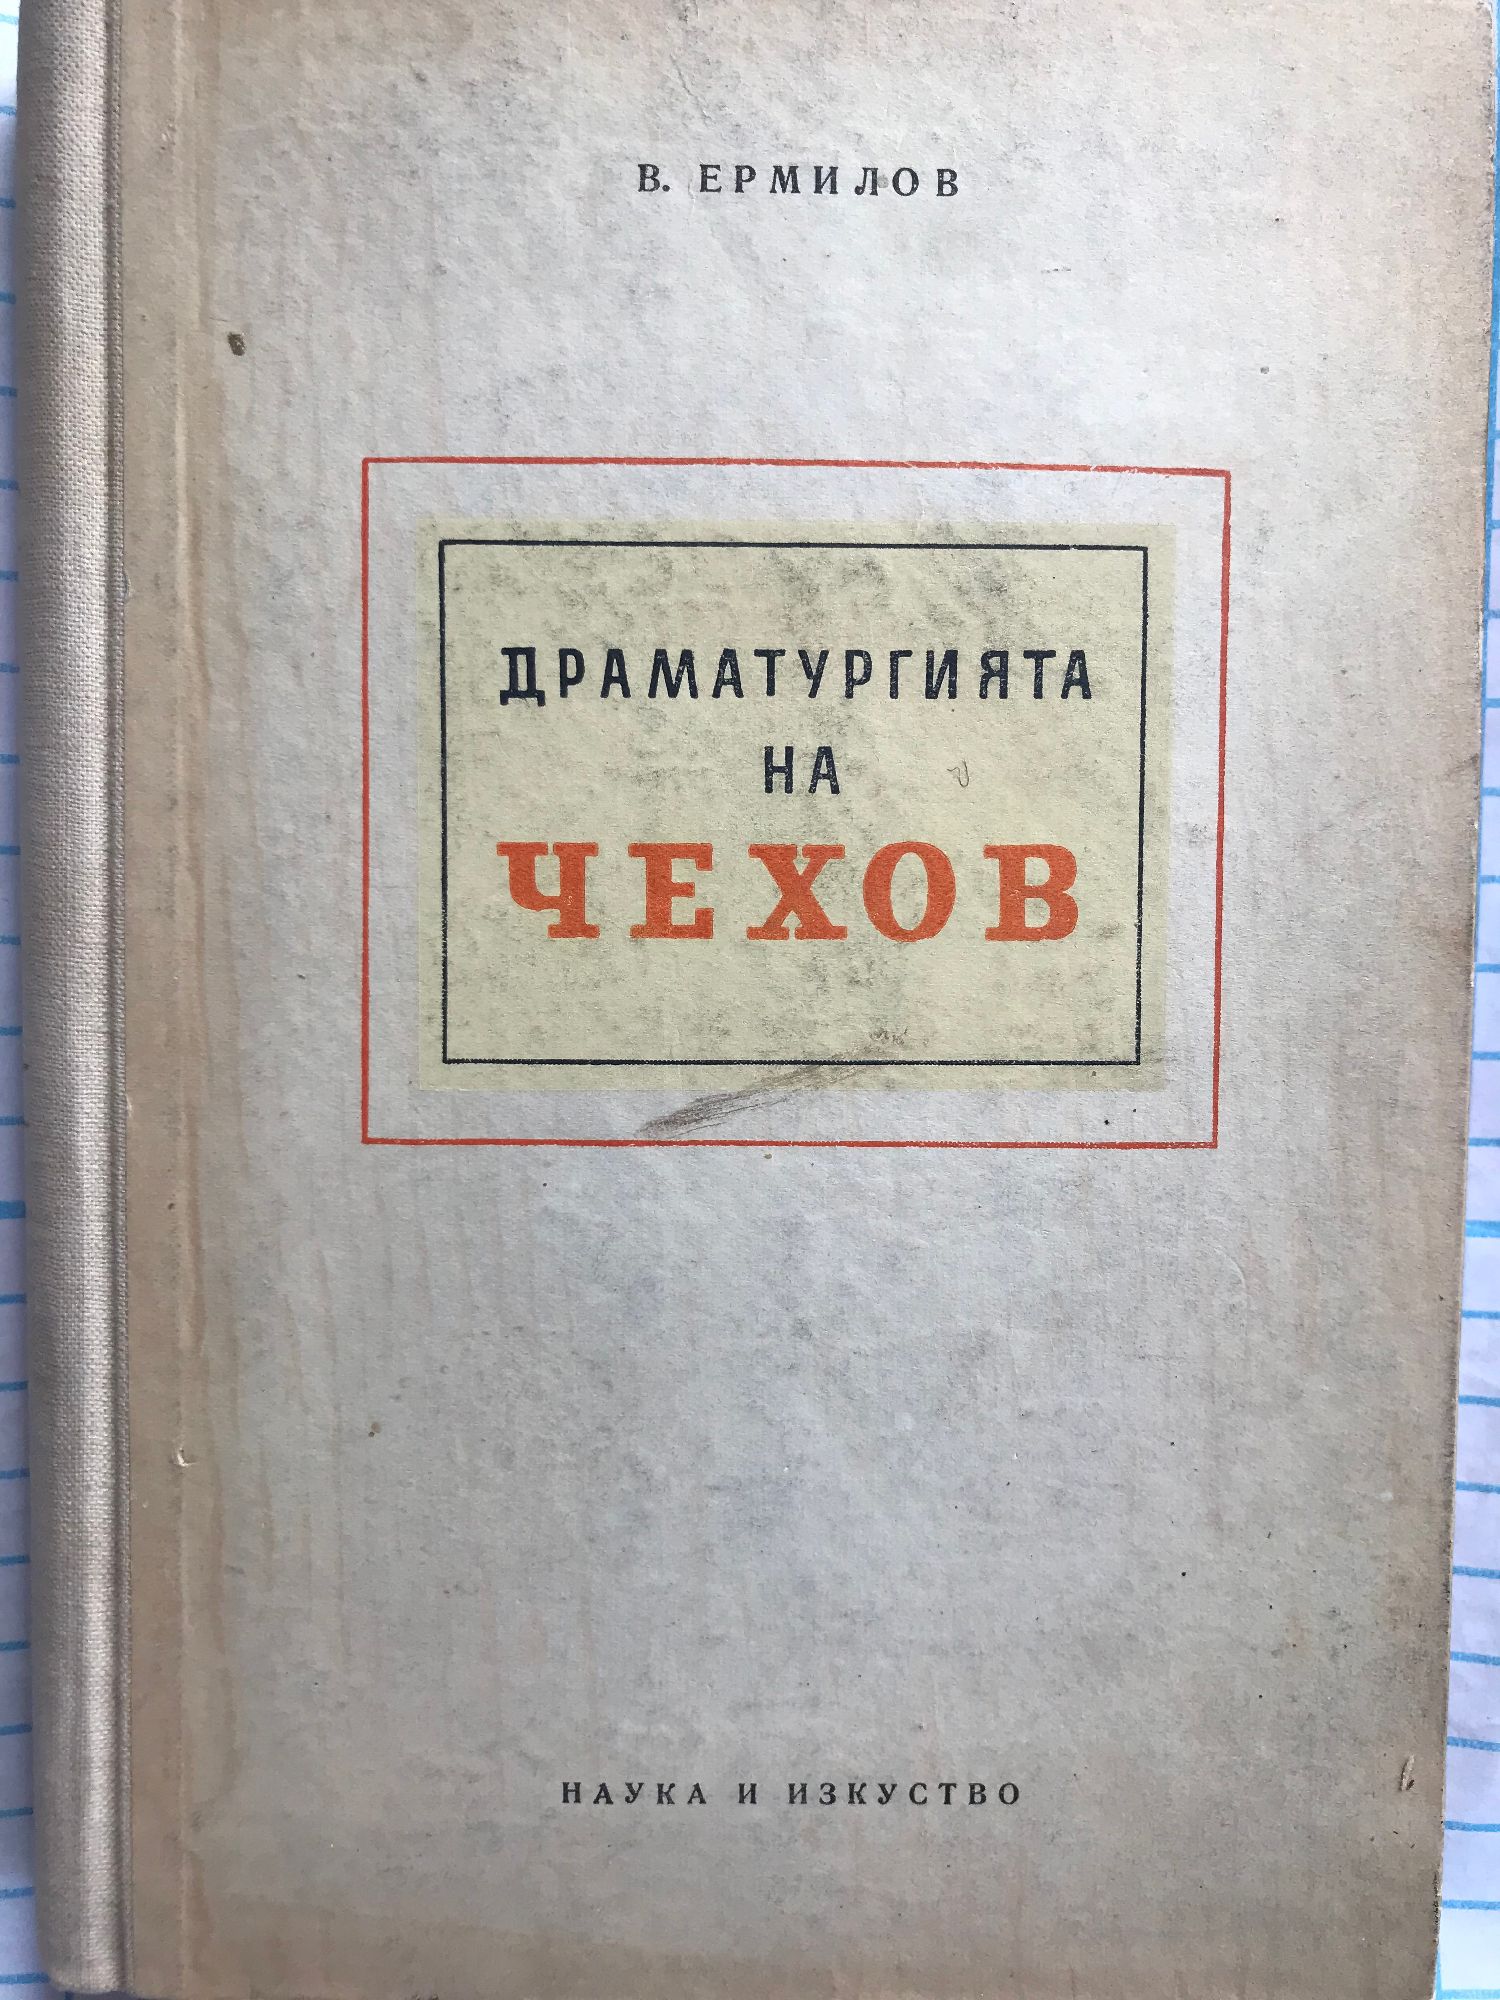 В. ЕРМИЛОВ
ДРАМАТУРГИЯТА
НА
ЧЕХОВ
НАУКА И ИЗКУСТВО